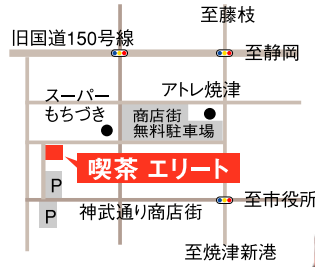 至藤枝
旧国道150号線
至静岡
アトレ焼津
スーパー
もちづき
商店街
無料駐車場
喫茶 エリート
P
至市役所
神武通り商店街
P
至焼津新港